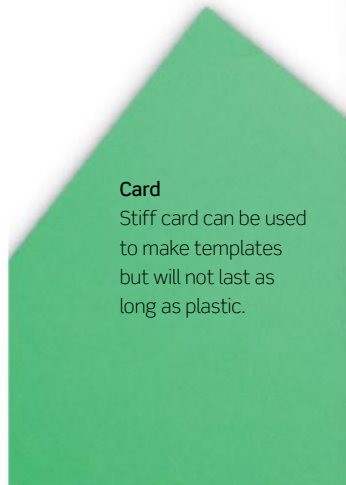 Card
Stiff card can be used
to make templates
but will not last as
long as plastic.